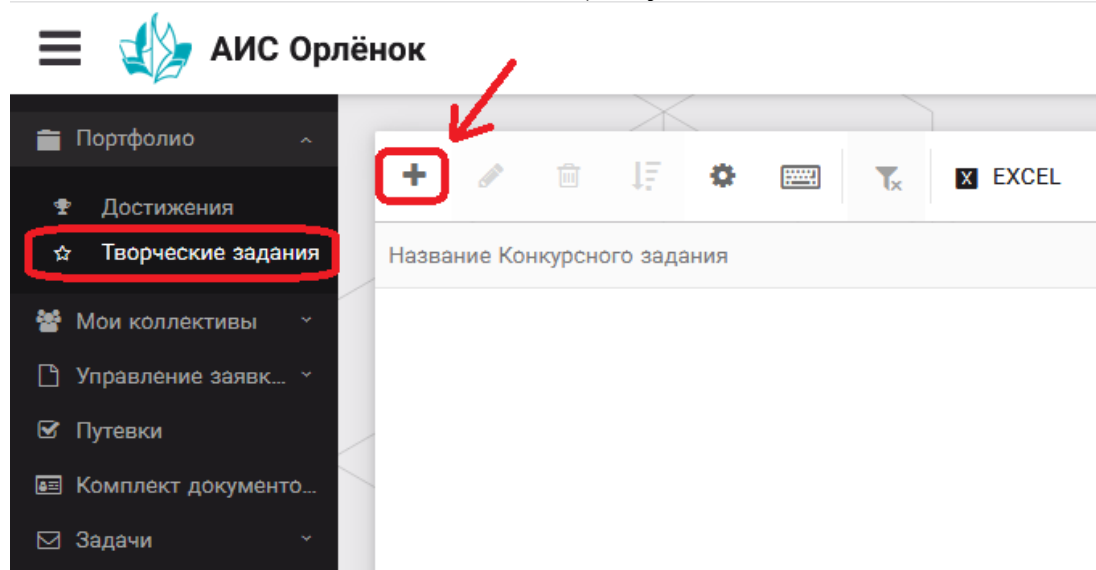 АИС Орлёнок
Портфолио
Достижения
Творческие задания
Мои коллективы
Управление заявк...
Путевки
Комплект документо...
Задачи
X EXCEL
Название Конкурсного задания